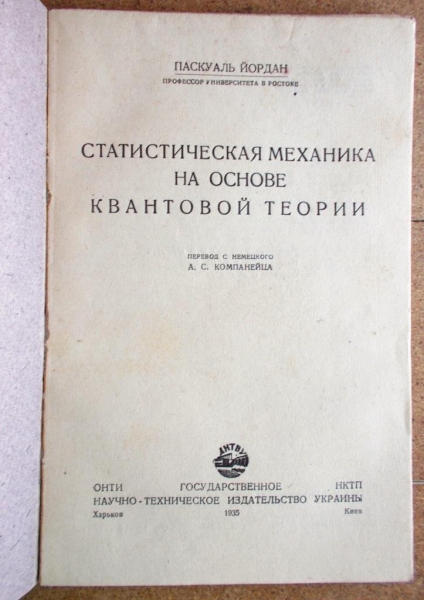 ПАСКУАЛЬ ЙОРДАН
ПРОФЕССОР УНИВЕРСИТЕТА В РОСТОКЕ
СТАТИСТИЧЕСКАЯ МЕХАНИКА
НА ОСНОВЕ
КВАНТОВОЙ ТЕОРИИ
ПЕРЕВОД С НЕМЕЦКОГО
А. С. КОМПАНЕЙЦА
ДНТВУ
ОНТИ ГОСУДАРСТВЕННОЕ НКТП
НАУЧНО-ТЕХНИЧЕСКОЕ ИЗДАТЕЛЬСТВО УКРАИНЫ
Харьков 1935 Киев